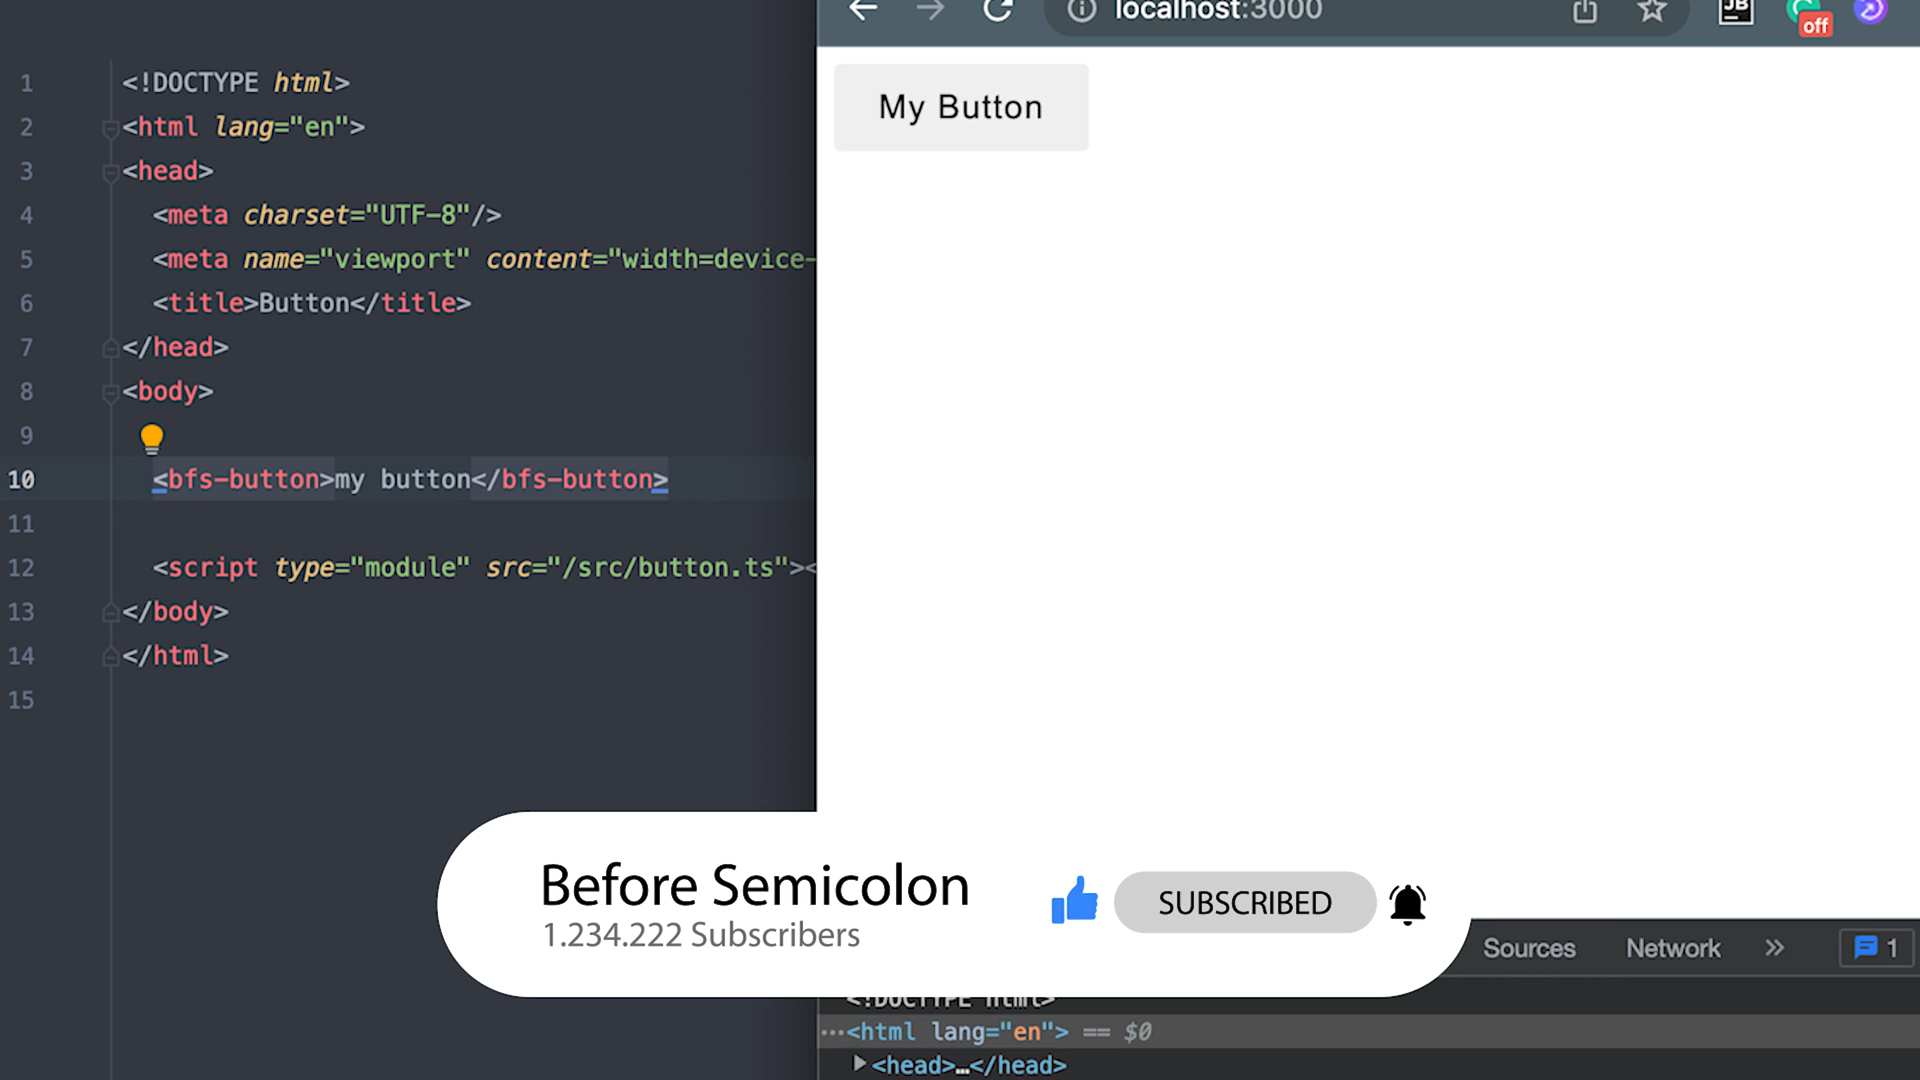 1 <!DOCTYPE html>
2 <html lang="en">
3 <head>
4 <meta charset="UTF-8"/>
5 <meta name="viewport" content="width=device-
6 <title>Button</title>
7 </head>
8 <body>
9
10 <bfs-button>my button</bfs-button>
11
12 <script type="module" src="/src/button.ts"><
13 </body>
14 </html>
15
localhost:3000
JB
off
My Button
Before Semicolon
1.234.222 Subscribers
SUBSCRIBED
Sources Network » 1
<!DOCTYPE html>
…<html lang="en"> == $0
<head>…</head>